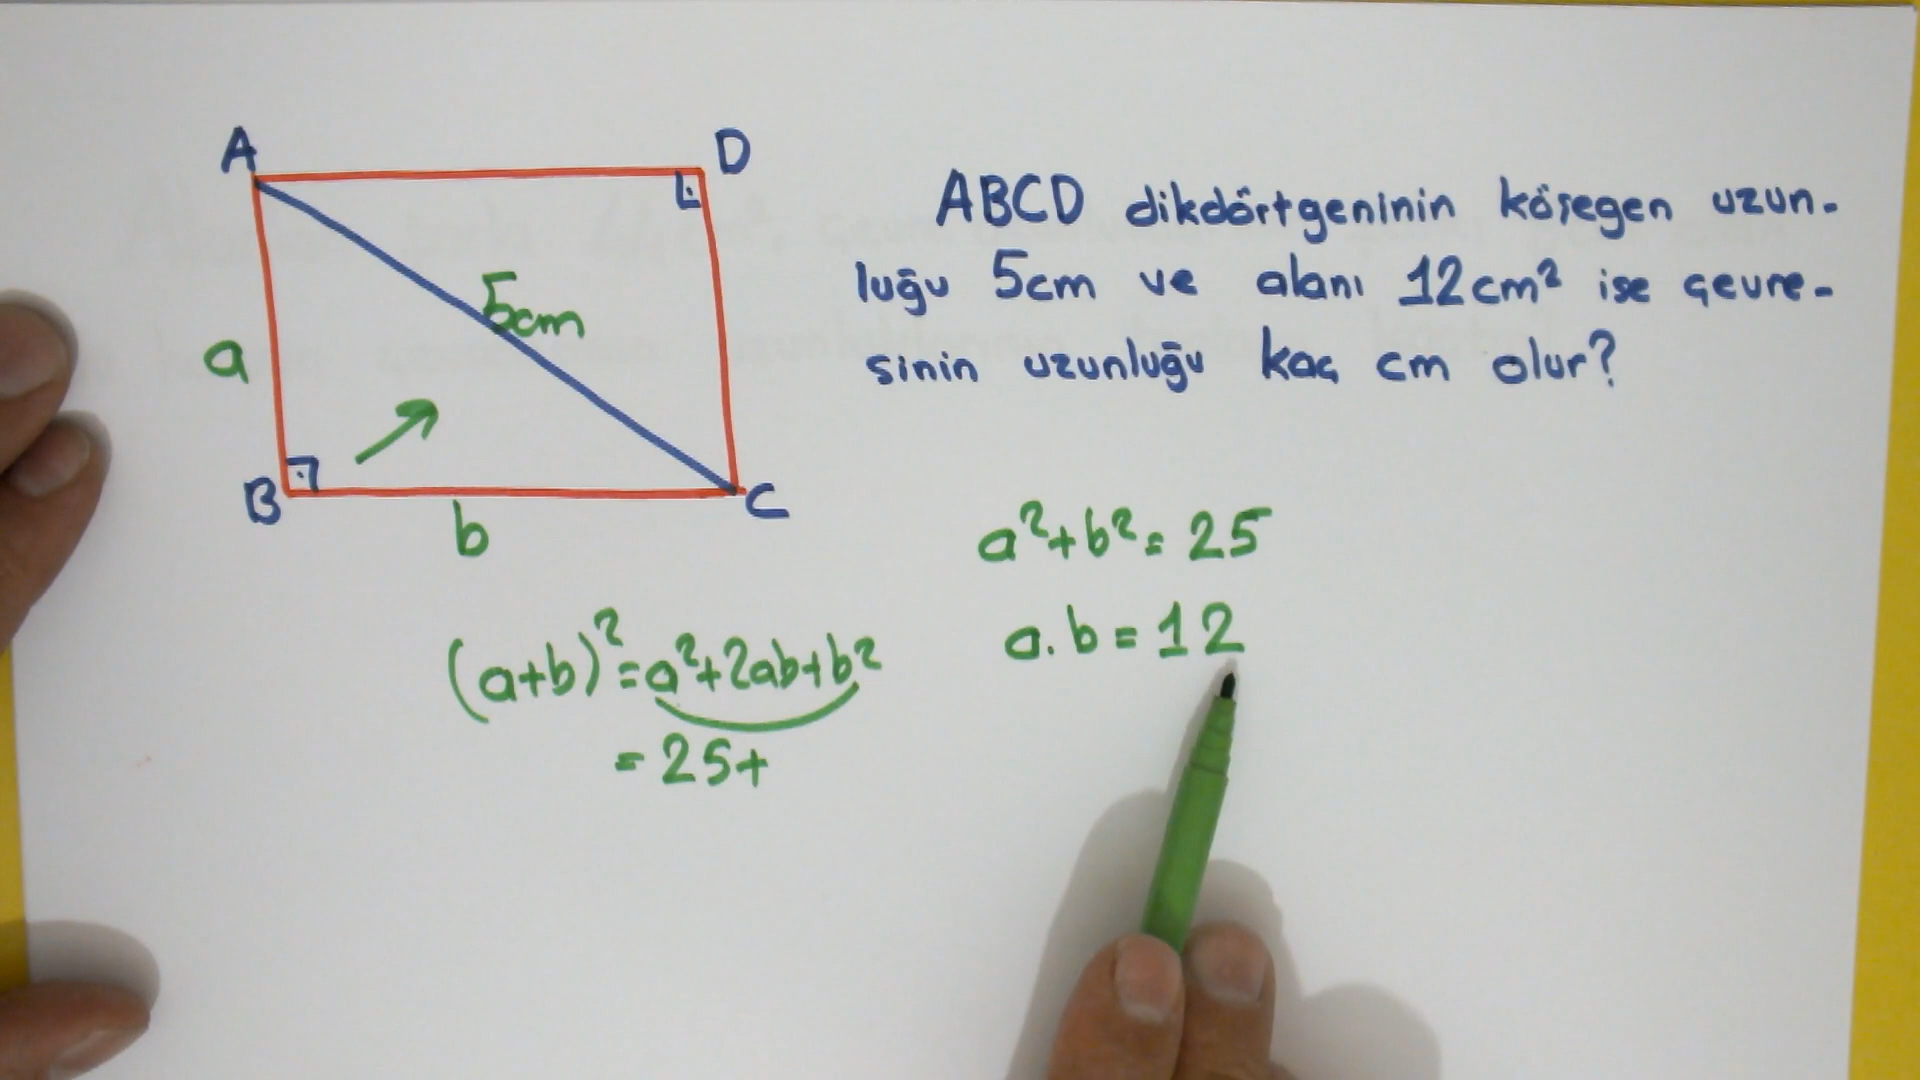 A
D
ABCD dikdörtgeninin köşegen uzun-
luğu 5cm ve alanı 12cm² ise çevre-
sinin uzunluğu kaç cm olur?
5cm
a
B
C
b
a²+b²=25
a.b=12
(a+b)²=a²+2ab+b²
=25+